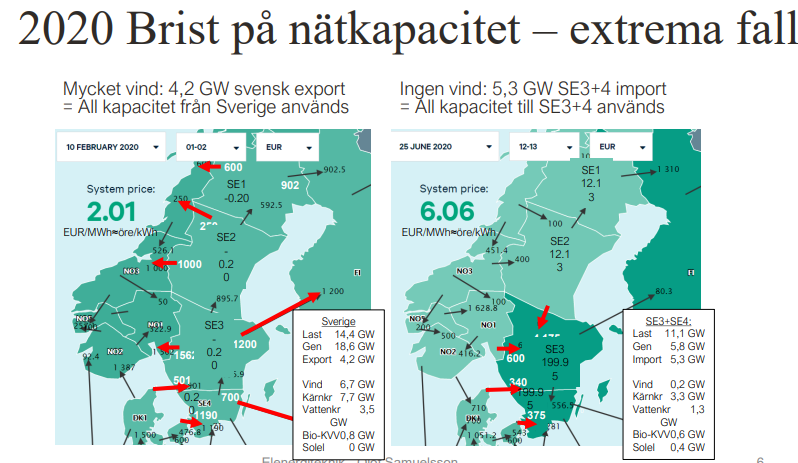 2020 Brist på nätkapacitet – extrema fall
Mycket vind: 4,2 GW svensk export
= All kapacitet från Sverige används
Ingen vind: 5,3 GW SE3+4 import
= All kapacitet till SE3+4 används
10 FEBRUARY 2020
01-02
EUR
System price:
2.01
EUR/MWh≈öre/kWh
600
902.5
SE1
-0.20
902
592.5
250
SE2
-
0.2
0
526.1
1000
NO3
1 200
FI
50
895.7
NO1
322.9
SE3
-
0.2
0
1200
NO2
92.4
1 387
501
5.9
700
0.2
0
SE4
1190
DK1
1 500
476.8
600
Sverige
Last 14,4 GW
Gen 18,6 GW
Export 4,2 GW
Vind 6,7 GW
Kärnkr 7,7 GW
Vattenkr 3,5
GW
Bio-KVV0,8 GW
Solel 0 GW
25 JUNE 2020
12-13
EUR
System price:
6.06
EUR/MWh≈öre/kWh
1 310
SE1
12.1
3
100
SE2
12.1
3
451.4
400
NO3
80.3
FI
100
1 628.8
NO1
200
500
NO2
416.2
600
SE3
199.9
5
340
199.9
5
556.5
710
375
DK1
1 051.2
600
SE3+SE4:
Last 11,1 GW
Gen 5,8 GW
Import 5,3 GW
Vind 0,2 GW
Kärnkr 3,3 GW
Vattenkr 1,3
GW
Bio-KVV0,6 GW
Solel 0,4 GW
6